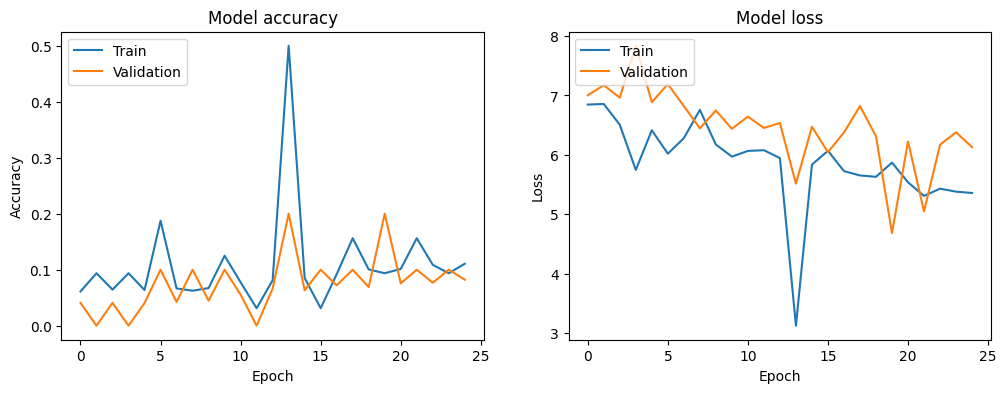 Model accuracy
Train
Validation
0.5
0.4
0.3
0.2
0.1
0.0
Accuracy
0 5 10 15 20 25
Epoch
Model loss
Train
Validation
8
7
6
5
4
3
Loss
0 5 10 15 20 25
Epoch